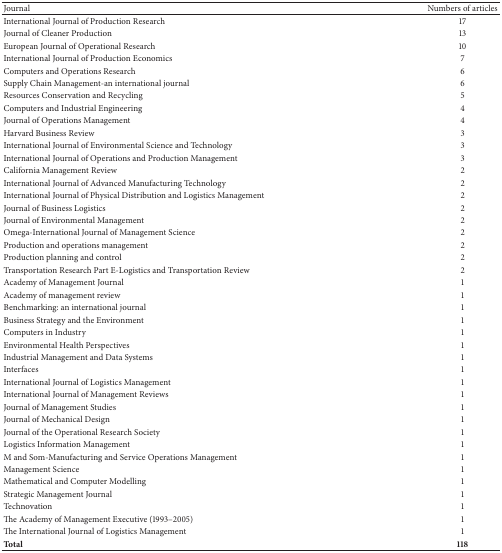 Journal Numbers of articles
International Journal of Production Research 17
Journal of Cleaner Production 13
European Journal of Operational Research 10
International Journal of Production Economics 7
Computers and Operations Research 6
Supply Chain Management-an international journal 6
Resources Conservation and Recycling 5
Computers and Industrial Engineering 4
Journal of Operations Management 4
Harvard Business Review 3
International Journal of Environmental Science and Technology 3
International Journal of Operations and Production Management 3
California Management Review 2
International Journal of Advanced Manufacturing Technology 2
International Journal of Physical Distribution and Logistics Management 2
Journal of Business Logistics 2
Journal of Environmental Management 2
Omega-International Journal of Management Science 2
Production and operations management 2
Production planning and control 2
Transportation Research Part E-Logistics and Transportation Review 2
Academy of Management Journal 1
Academy of management review 1
Benchmarking: an international journal 1
Business Strategy and the Environment 1
Computers in Industry 1
Environmental Health Perspectives 1
Industrial Management and Data Systems 1
Interfaces 1
International Journal of Logistics Management 1
International Journal of Management Reviews 1
Journal of Management Studies 1
Journal of Mechanical Design 1
Journal of the Operational Research Society 1
Logistics Information Management 1
M and Som-Manufacturing and Service Operations Management 1
Management Science 1
Mathematical and Computer Modelling 1
Strategic Management Journal 1
Technovation 1
The Academy of Management Executive (1993–2005) 1
The International Journal of Logistics Management 1
Total 118